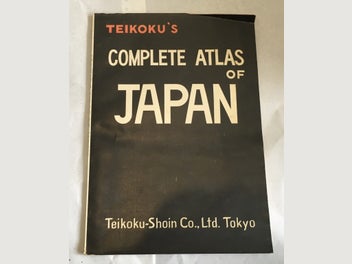 TEIKOKU'S
COMPLETE ATLAS
OF
JAPAN
Teikoku-Shoin Co., Ltd. Tokyo